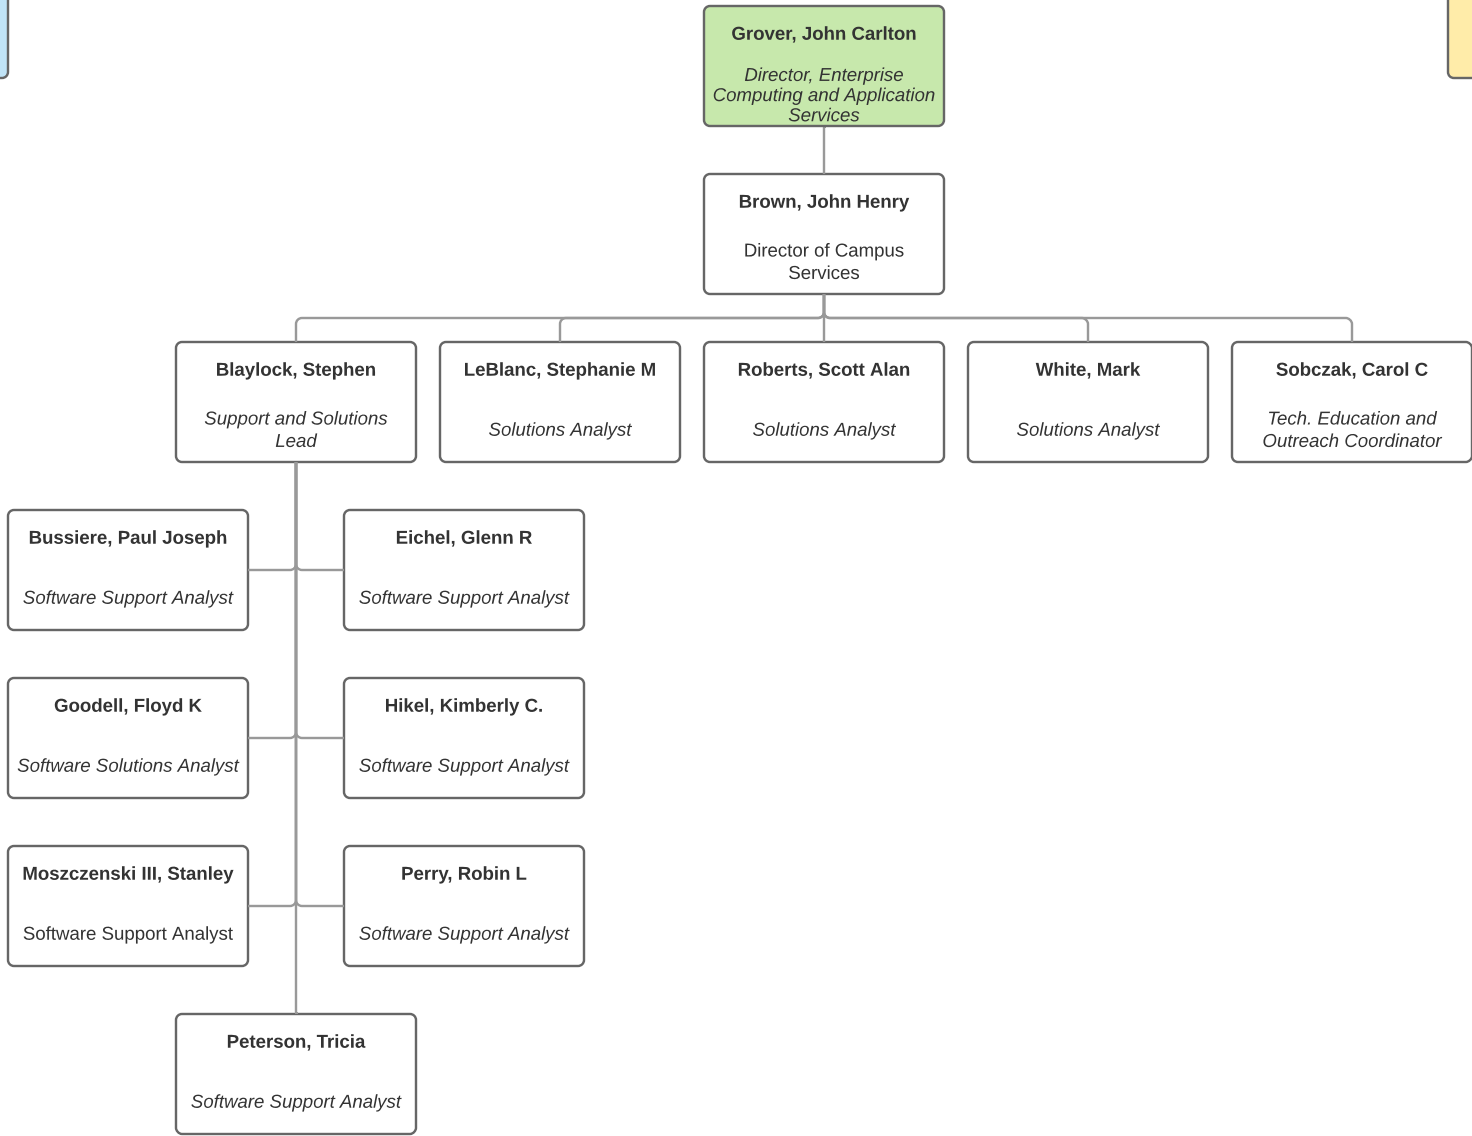 Grover, John Carlton
Director, Enterprise
Computing and Application
Services
Brown, John Henry
Director of Campus
Services
Blaylock, Stephen
Support and Solutions
Lead
LeBlanc, Stephanie M
Solutions Analyst
Roberts, Scott Alan
Solutions Analyst
White, Mark
Solutions Analyst
Sobczak, Carol C
Tech. Education and
Outreach Coordinator
Bussiere, Paul Joseph
Software Support Analyst
Eichel, Glenn R
Software Support Analyst
Goodell, Floyd K
Software Solutions Analyst
Hikel, Kimberly C.
Software Support Analyst
Moszczenski III, Stanley
Software Support Analyst
Perry, Robin L
Software Support Analyst
Peterson, Tricia
Software Support Analyst